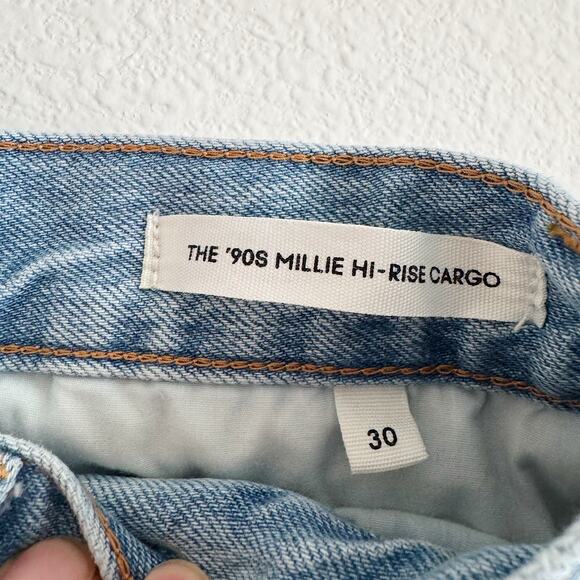 THE '90S MILLIE HI-RISE CARGO
30